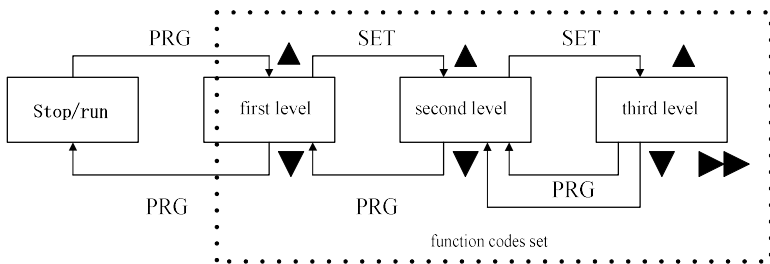 PRG
SET
SET
Stop/run
first level
second level
third level
PRG
PRG
PRG
function codes set